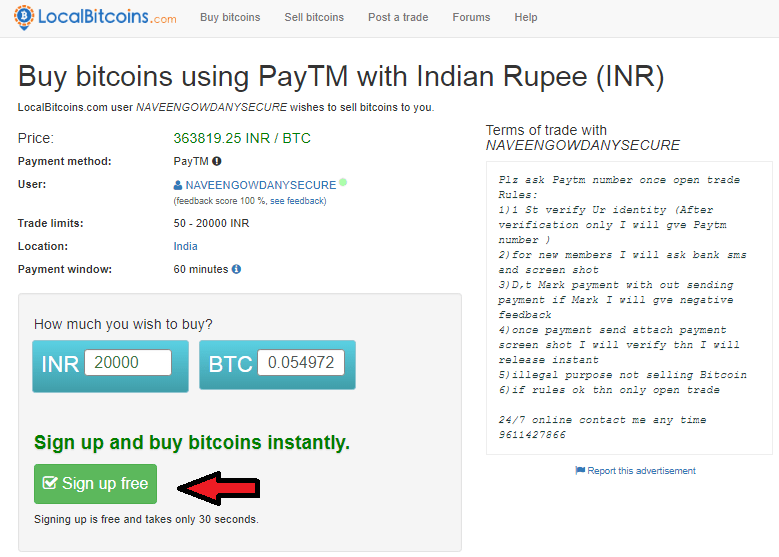 LocalBitcoins.com Buy bitcoins Sell bitcoins Post a trade Forums Help
Buy bitcoins using PayTM with Indian Rupee (INR)
LocalBitcoins.com user NAVEENGOWDANYSECURE wishes to sell bitcoins to you.
Price: 363819.25 INR / BTC
Payment method: PayTM
User: NAVEENGOWDANYSECURE
(feedback score 100 %, see feedback)
Trade limits: 50 - 20000 INR
Location: India
Payment window: 60 minutes
How much you wish to buy?
INR 20000 BTC 0.054972
Sign up and buy bitcoins instantly.
Sign up free
Signing up is free and takes only 30 seconds.
Terms of trade with
NAVEENGOWDANYSECURE
Plz ask Paytm number once open trade
Rules:
1)1 St verify Ur identity (After
verification only I will gve Paytm
number )
2)for new members I will ask bank sms
and screen shot
3)D,t Mark payment with out sending
payment if Mark I will gve negative
feedback
4)once payment send attach payment
screen shot I will verify thn I will
release instant
5)illegal purpose not selling Bitcoin
6)if rules ok thn only open trade
24/7 online contact me any time
9611427866
Report this advertisement